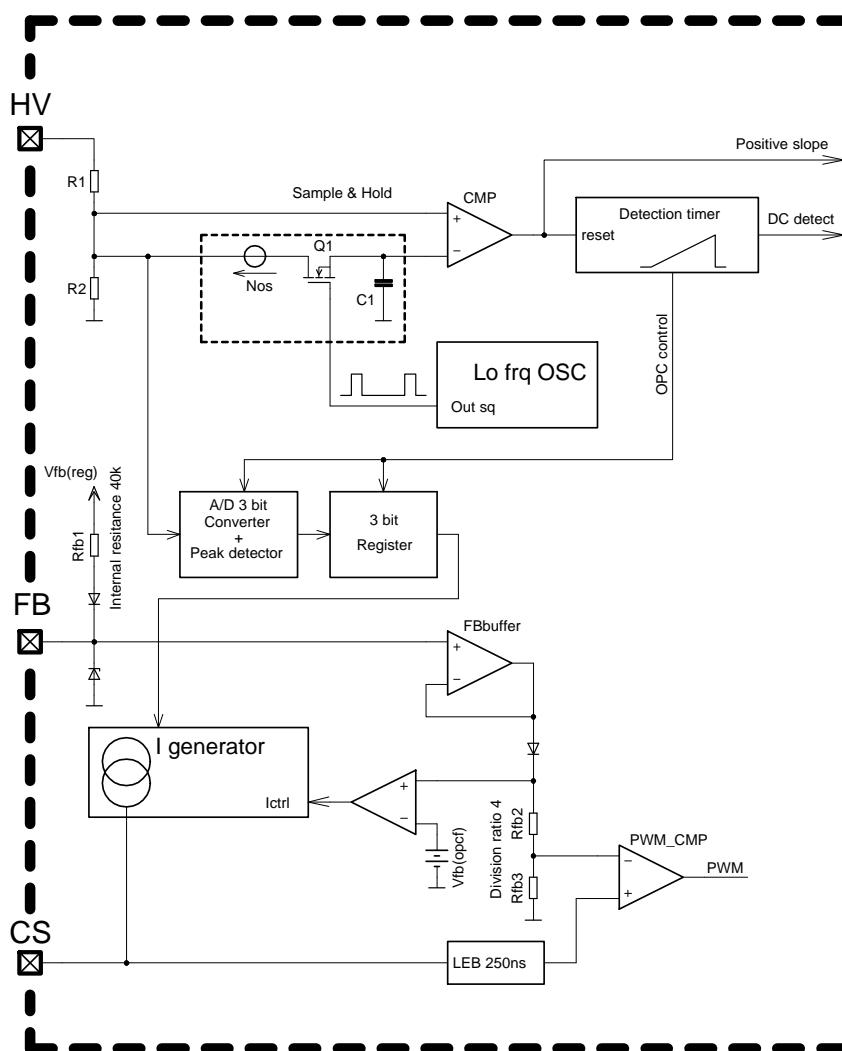 HV
Positive slope
R1
CMP
Sample & Hold
Detection timer
DC detect
+
reset
Q1
−
R2
Nos
C1
OPC control
Lo frq OSC
Out sq
Vfb(reg)
A/D 3 bit
Converter
+
Peak detector
3 bit
Register
Rfb1
Internal resitance 40k
FB
FBbuffer
+
−
I generator
Ictrl
+
−
Vfb(opcf)
Division ratio 4
Rfb2
Rfb3
PWM_CMP
−
+
PWM
CS
LEB 250ns